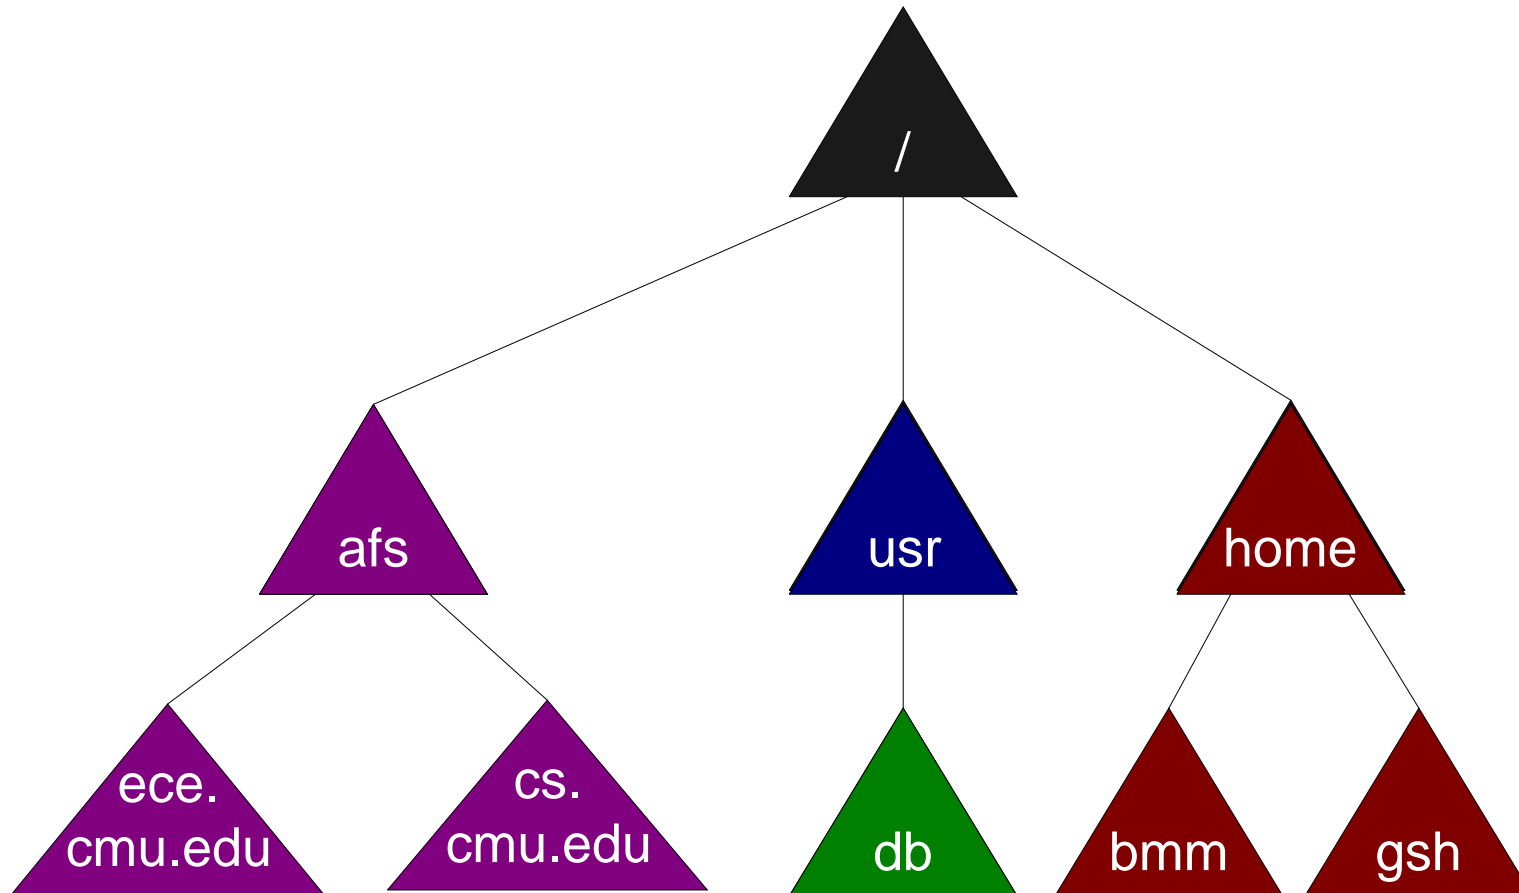 /
afs
usr
home
ece.
cmu.edu
cs.
cmu.edu
db
bmm
gsh